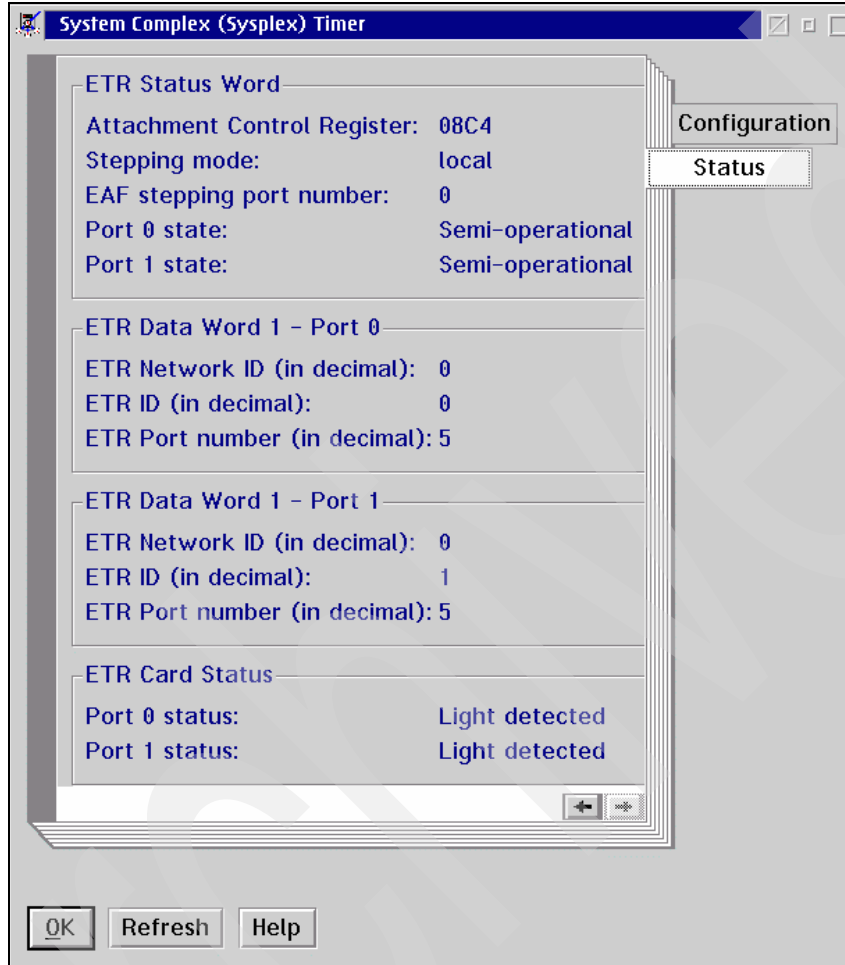 System Complex (Sysplex) Timer
ETR Status Word
Attachment Control Register: 08C4
Stepping mode: local
EAF stepping port number: 0
Port 0 state: Semi-operational
Port 1 state: Semi-operational
ETR Data Word 1 - Port 0
ETR Network ID (in decimal): 0
ETR ID (in decimal): 0
ETR Port number (in decimal): 5
ETR Data Word 1 - Port 1
ETR Network ID (in decimal): 0
ETR ID (in decimal): 1
ETR Port number (in decimal): 5
ETR Card Status
Port 0 status: Light detected
Port 1 status: Light detected
Configuration
Status
OK Refresh Help